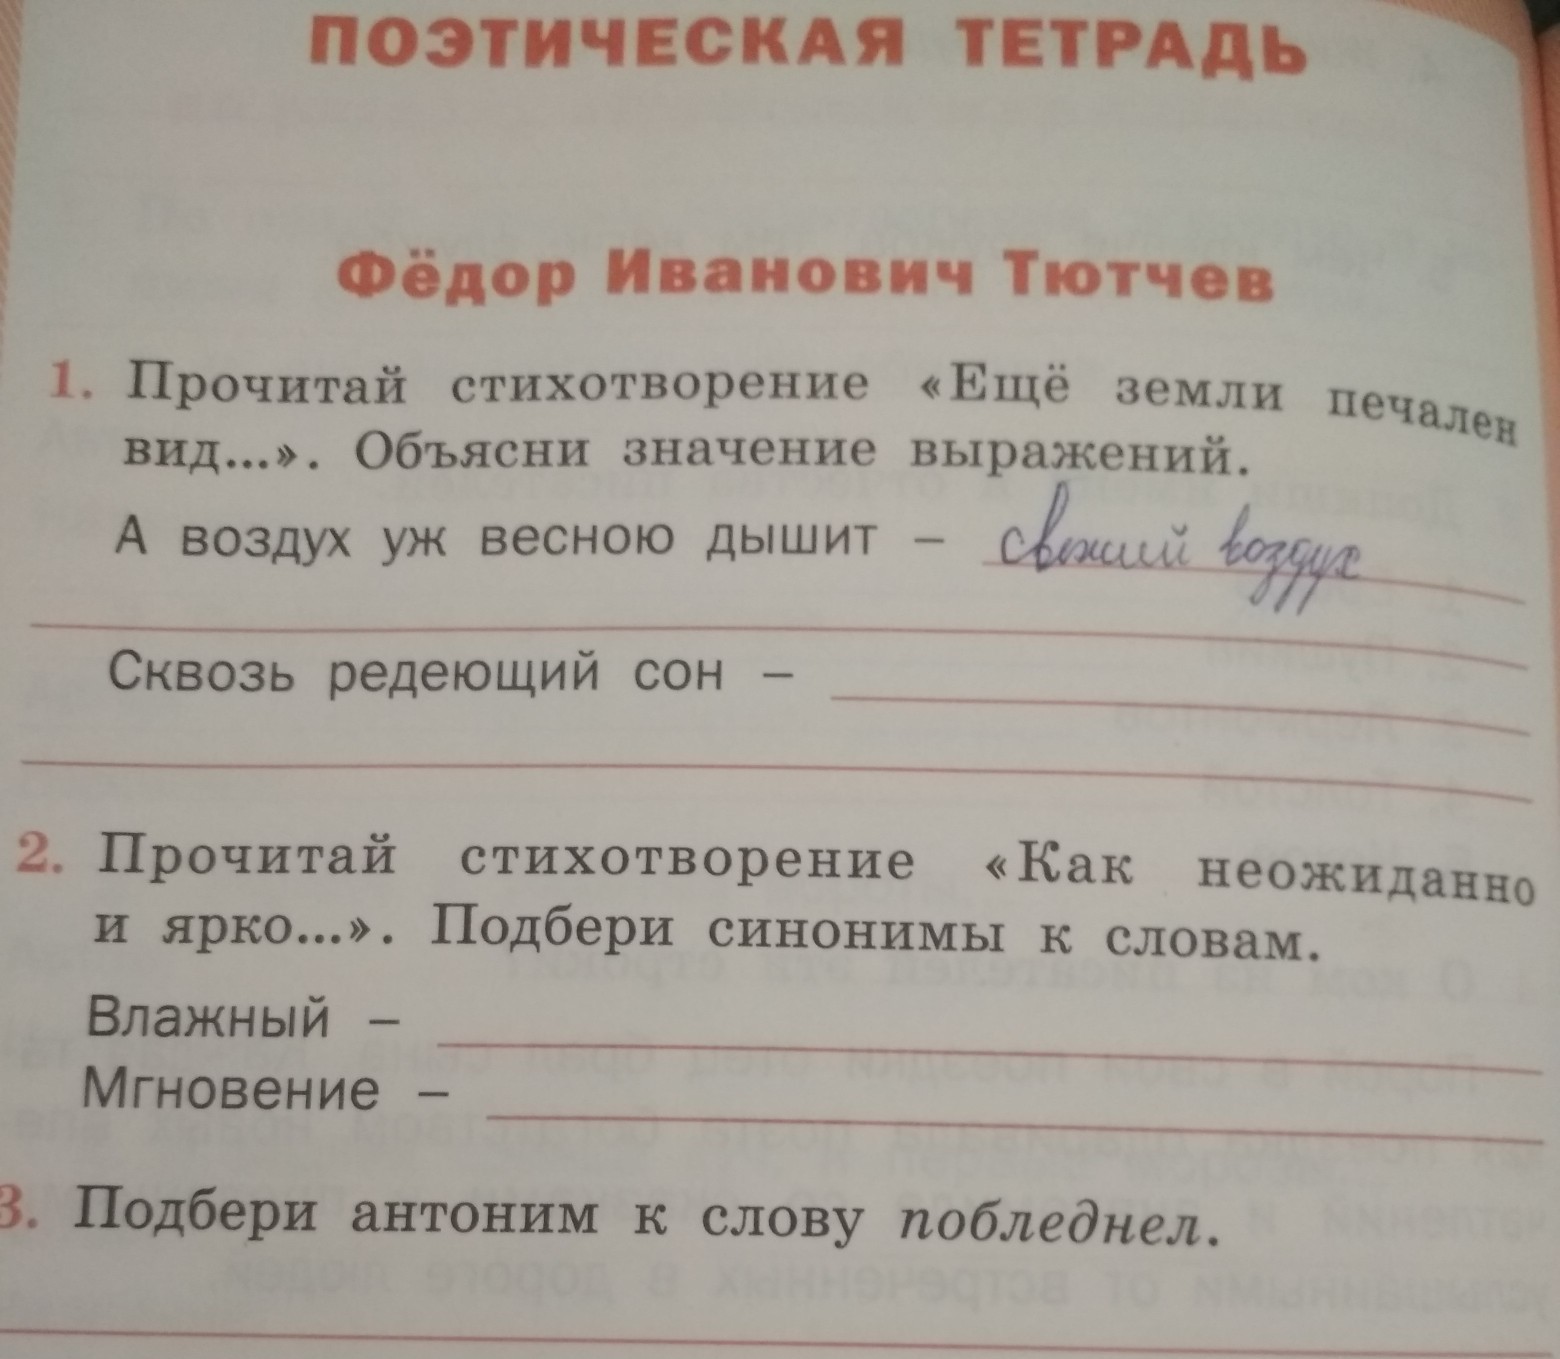 ПОЭТИЧЕСКАЯ ТЕТРАДЬ
Фёдор Иванович Тютчев
1. Прочитай стихотворение «Ещё земли печален
вид...». Объясни значение выражений.
А воздух уж весною дышит – свежий воздух
Сквозь редеющий сон –
2. Прочитай стихотворение «Как неожиданно
и ярко...». Подбери синонимы к словам.
Влажный –
Мгновение –
3. Подбери антоним к слову побледнел.